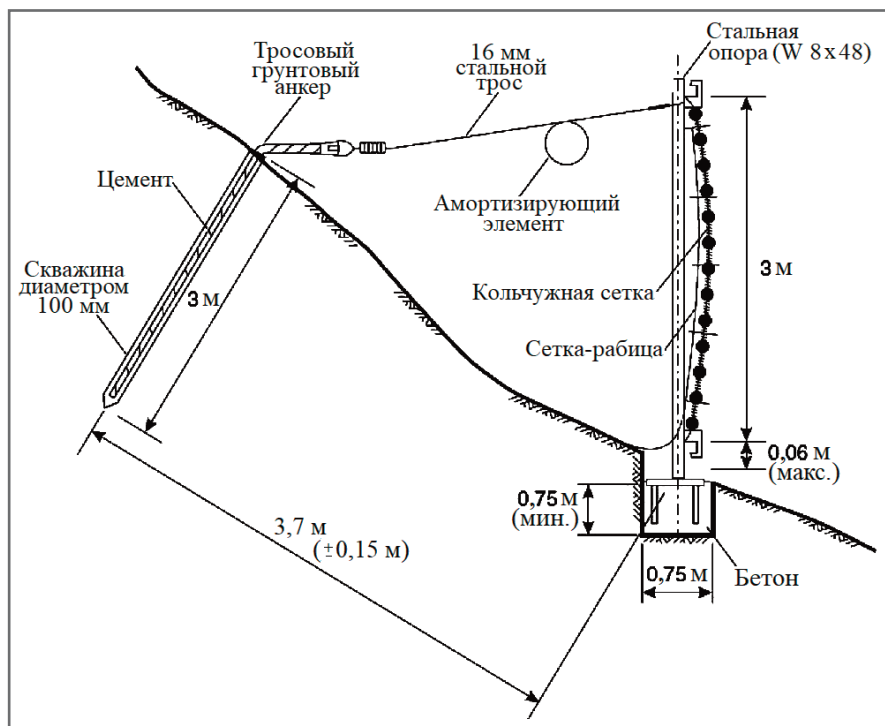 Тросовый
грунтовый
анкер
16 мм
стальной
трос
Стальная
опора (W 8x48)
Цемент
Амортизирующий
элемент
Скважина
диаметром
100 мм
3 м
Кольчужная сетка
3 м
Сетка-рабица
0,06 м
(макс.)
0,75 м
(мин.)
3,7 м
(±0,15 м)
0,75 м
Бетон